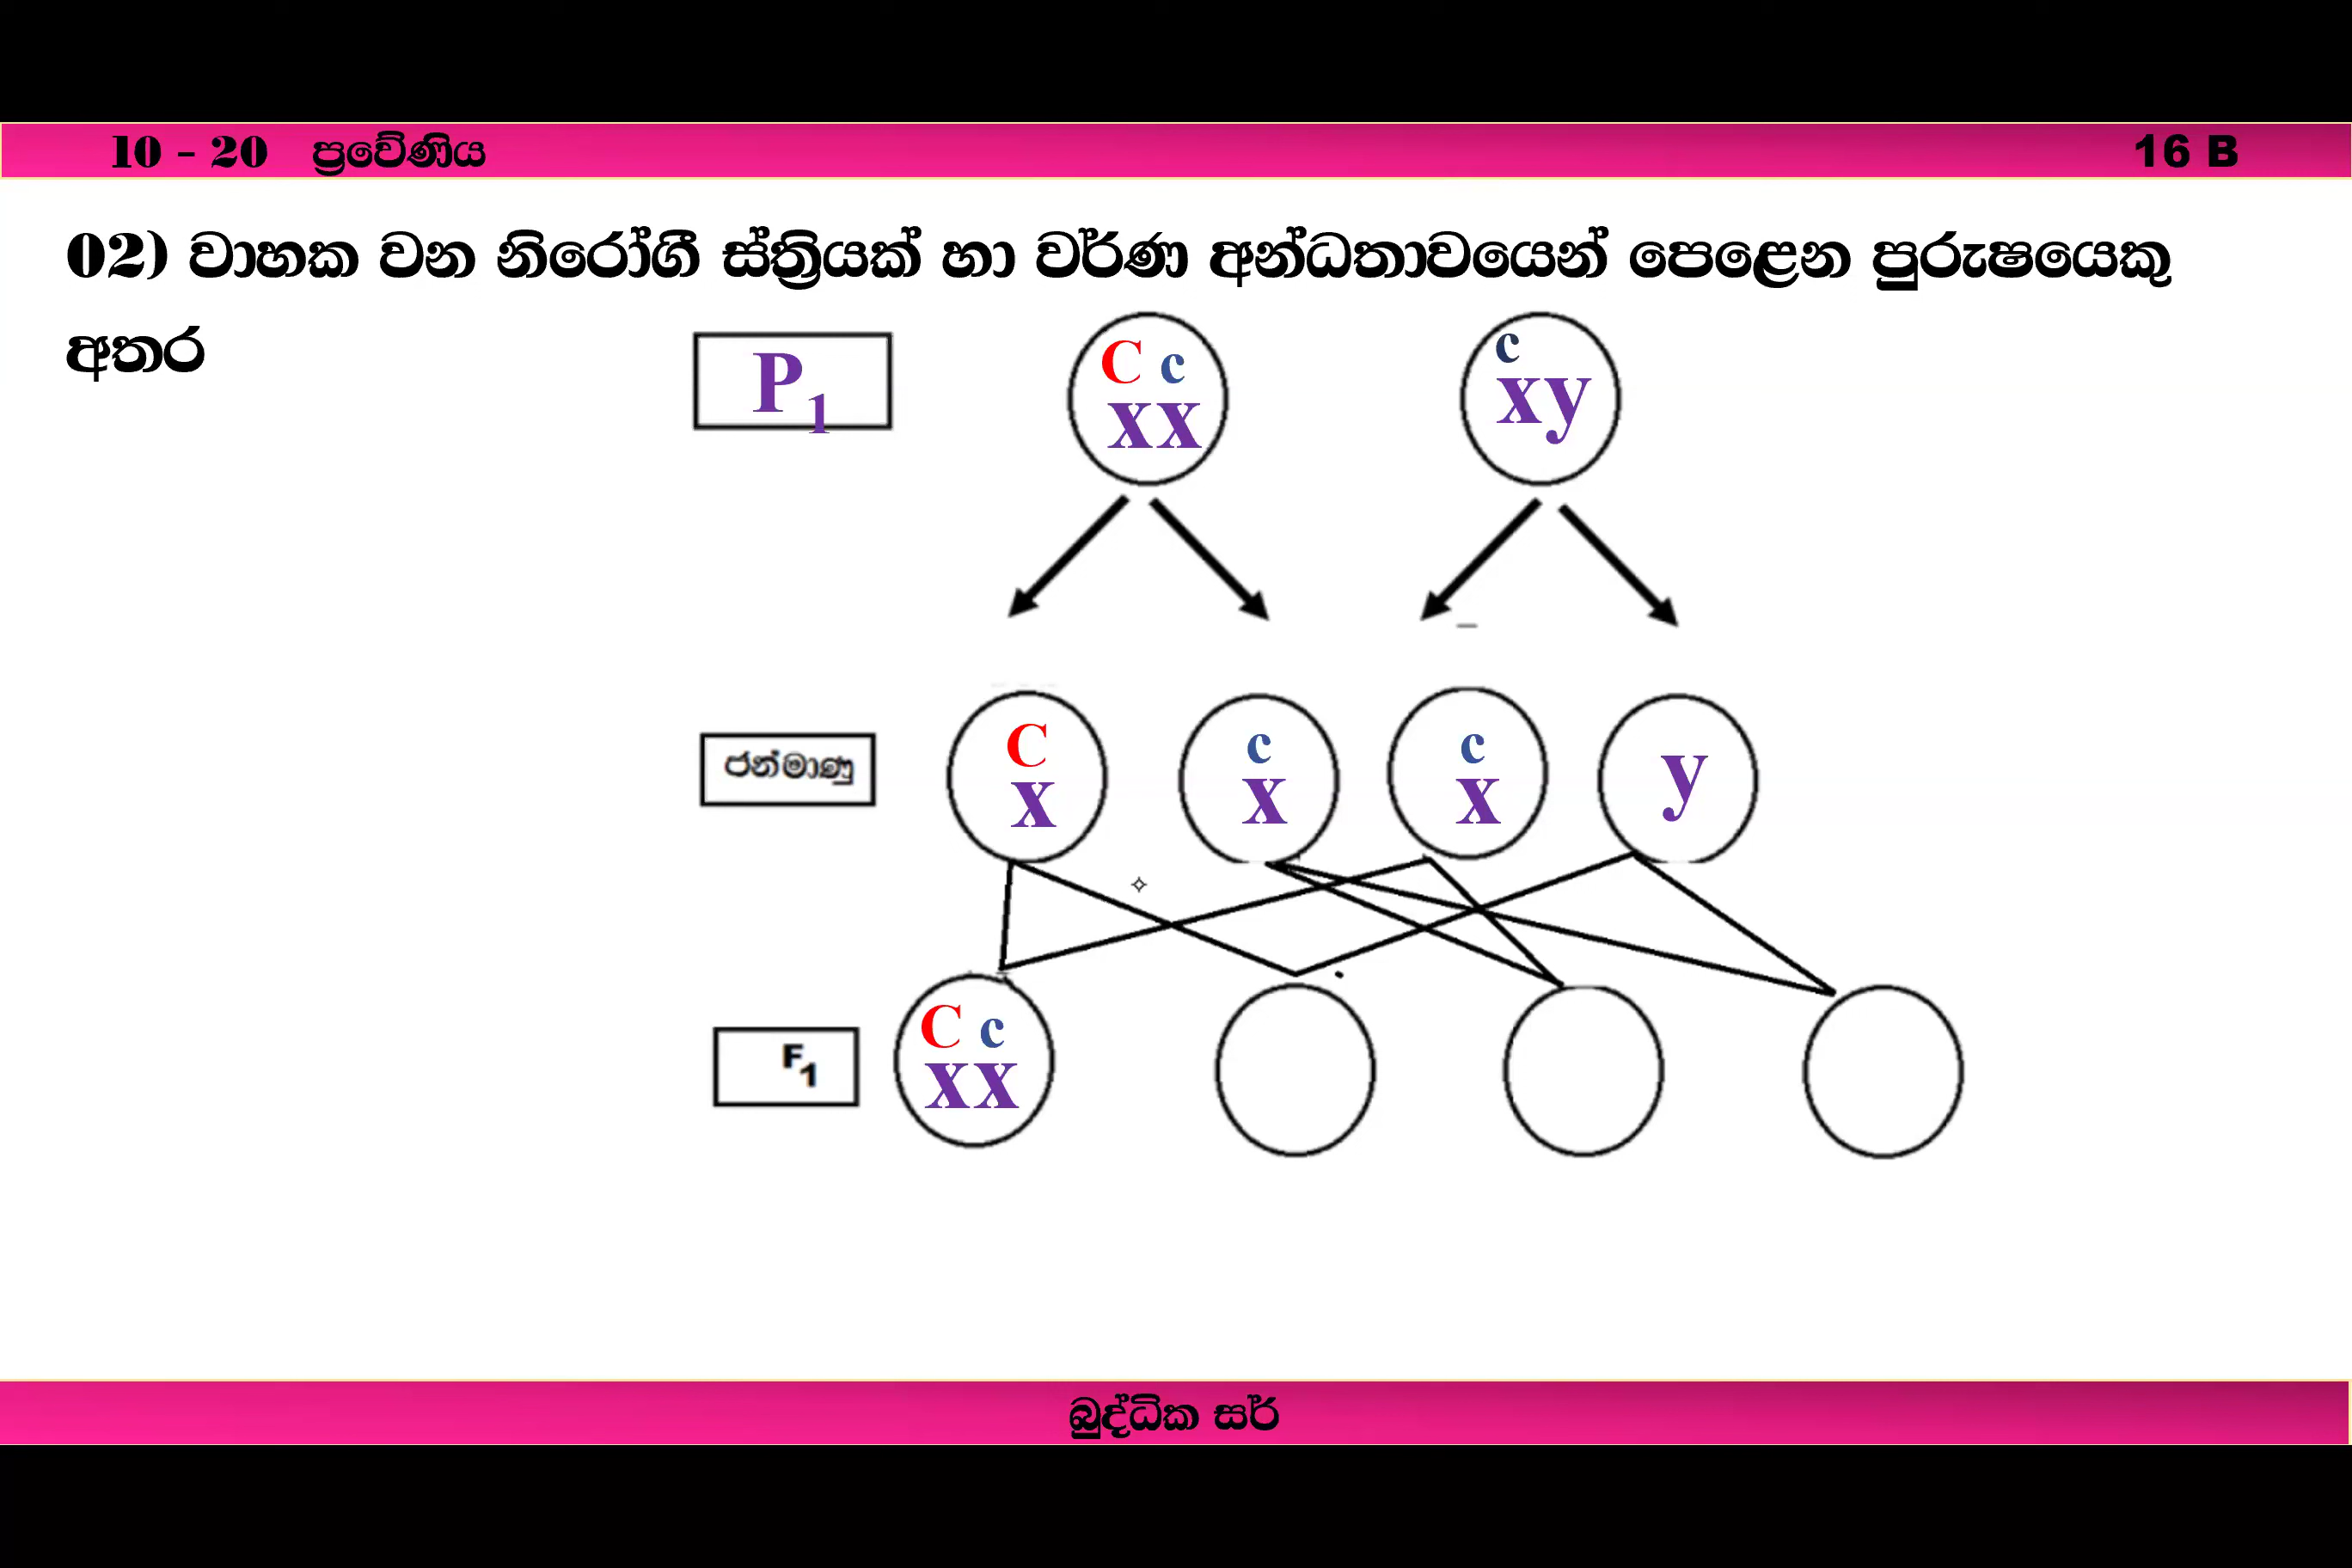 10 - 20 ප්‍රවේණිය 16 B
02) වාහක වන නිරෝගී ස්ත්‍රියක් හා වර්ණ අන්ධතාවයෙන් පෙළෙන පුරුෂයෙකු
අතර
P1
C c
xx
c
xy
ජන්මාණු
C
x
c
x
c
x
y
F1
C c
xx
බුද්ධික සර්